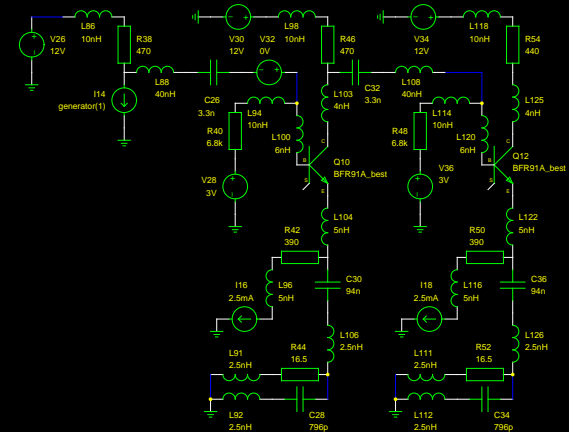 L86
10nH
V26
12V
R38
470
I14
generator(1)
L88
40nH
C26
3.3n
V30
12V
V32
0V
L98
10nH
R46
470
L94
10nH
R40
6.8k
L100
6nH
V28
3V
L103
4nH
C
B
S
E
Q10
BFR91A_best
L104
5nH
R42
390
I16
2.5mA
L96
5nH
C30
94n
L106
2.5nH
L91
2.5nH
R44
16.5
L92
2.5nH
C28
796p
C32
3.3n
L108
40nH
V34
12V
L118
10nH
R54
440
L114
10nH
R48
6.8k
L120
6nH
V36
3V
L125
4nH
C
B
S
E
Q12
BFR91A_best
L122
5nH
R50
390
I18
2.5mA
L116
5nH
C36
94n
L126
2.5nH
L111
2.5nH
R52
16.5
L112
2.5nH
C34
796p